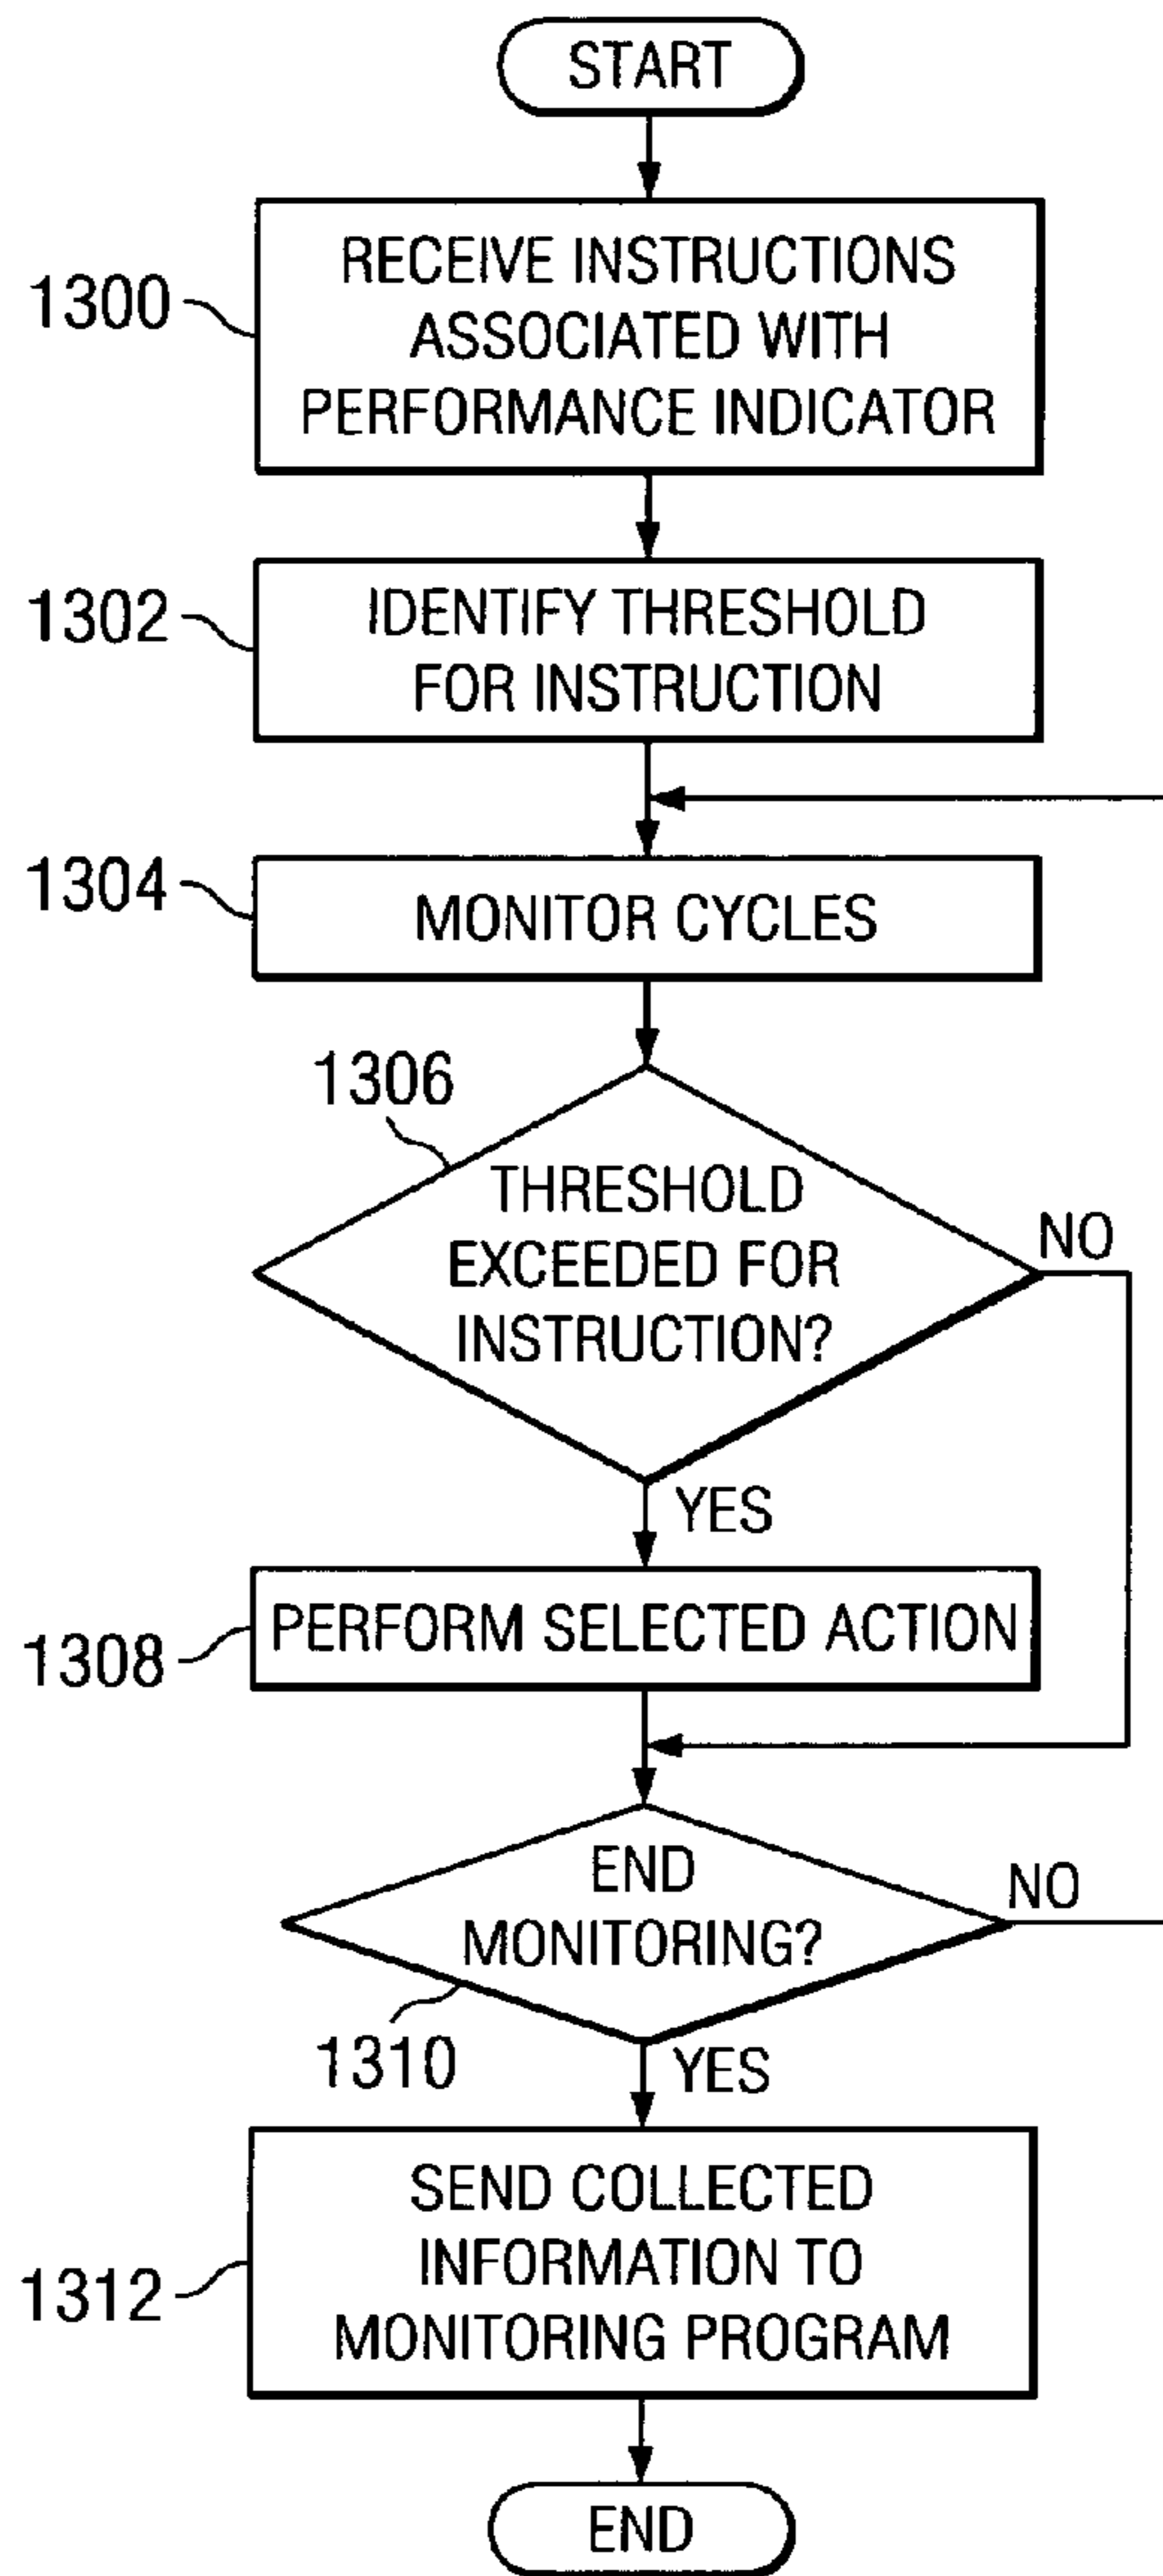 START
1300
RECEIVE INSTRUCTIONS
ASSOCIATED WITH
PERFORMANCE INDICATOR
1302
IDENTIFY THRESHOLD
FOR INSTRUCTION
1304
MONITOR CYCLES
1306
THRESHOLD
EXCEEDED FOR
INSTRUCTION?
NO
YES
1308
PERFORM SELECTED ACTION
END
MONITORING?
NO
1310
YES
1312
SEND COLLECTED
INFORMATION TO
MONITORING PROGRAM
END